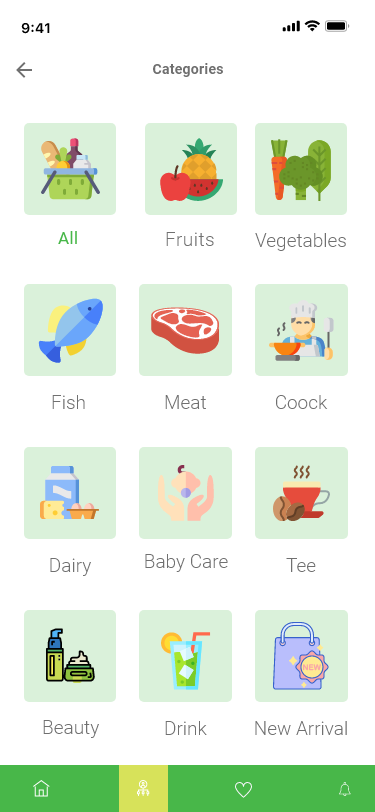 9:41
Categories
All
Fruits
Vegetables
Fish
Meat
Coock
Dairy
Baby Care
Tee
NEW
Beauty
Drink
New Arrival